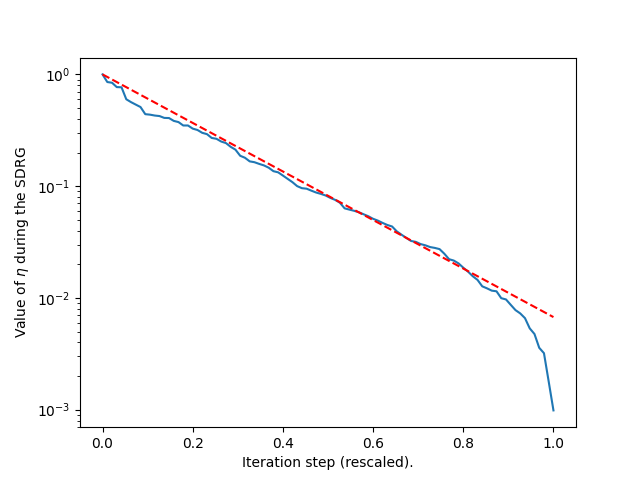 Value of η during the SDRG
10⁰
10⁻¹
10⁻²
10⁻³
0.0 0.2 0.4 0.6 0.8 1.0
Iteration step (rescaled).